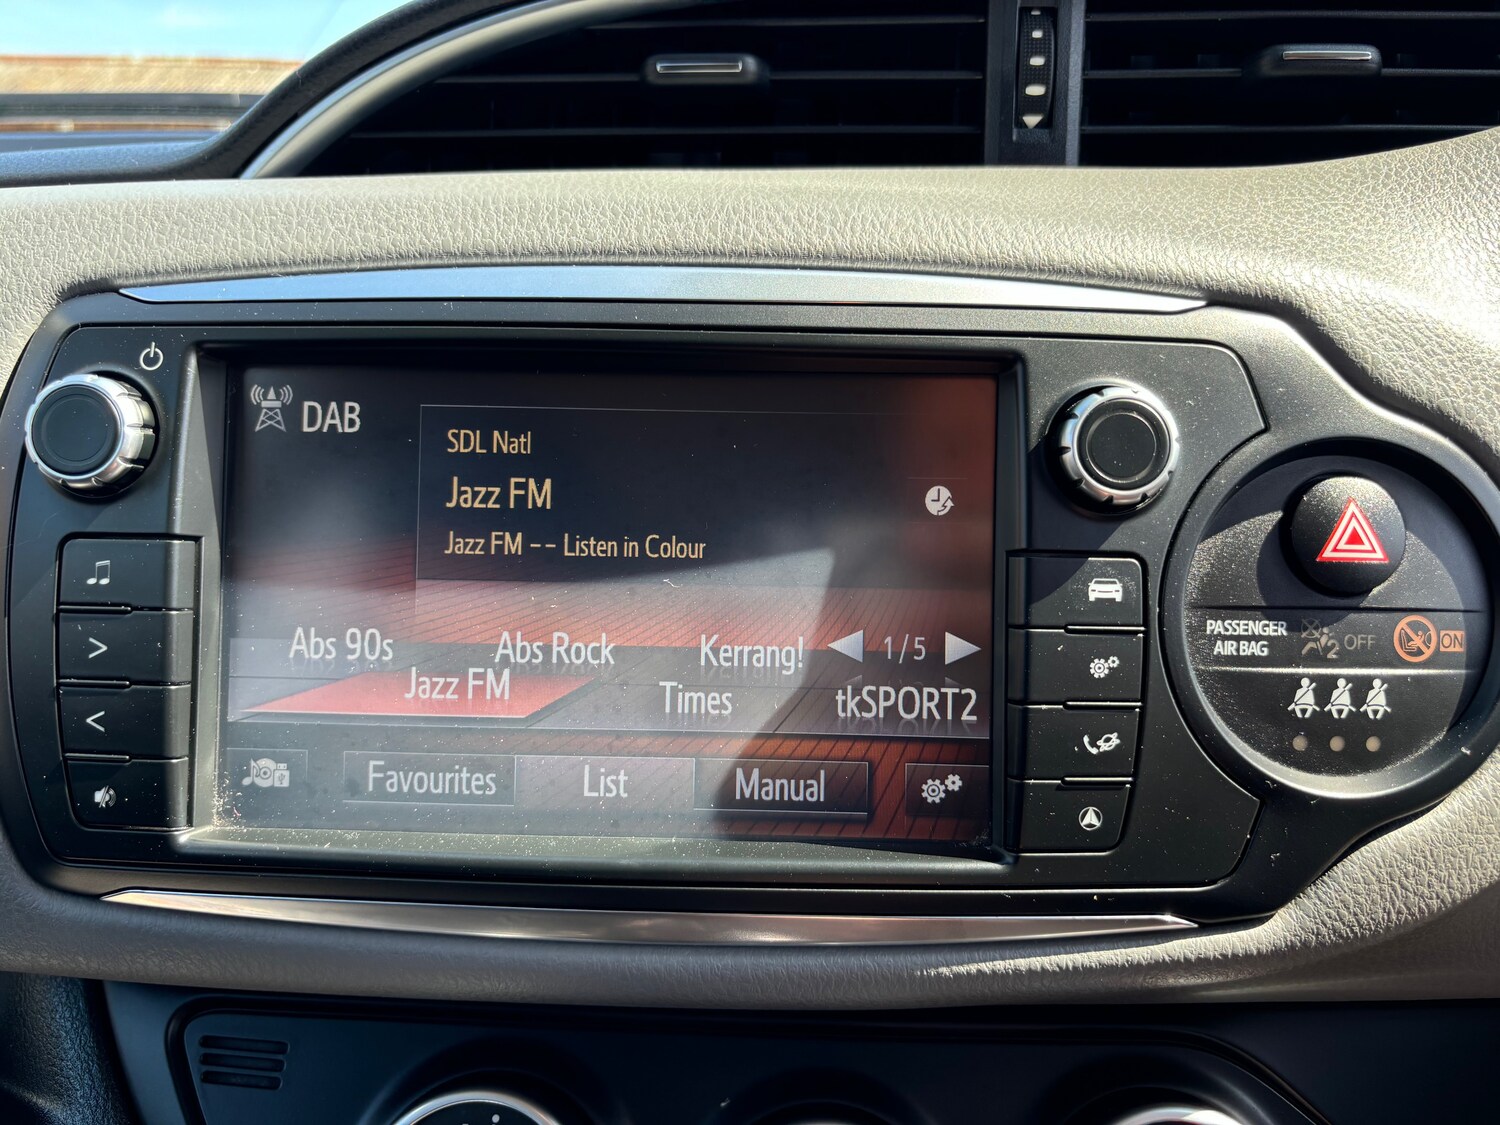 DAB
SDL Natl
Jazz FM
Jazz FM -- Listen in Colour
Abs 90s Abs Rock Kerrang! 1/5
Jazz FM Times tkSPORT2
Favourites List Manual
PASSENGER
AIR BAG
2 OFF
ON